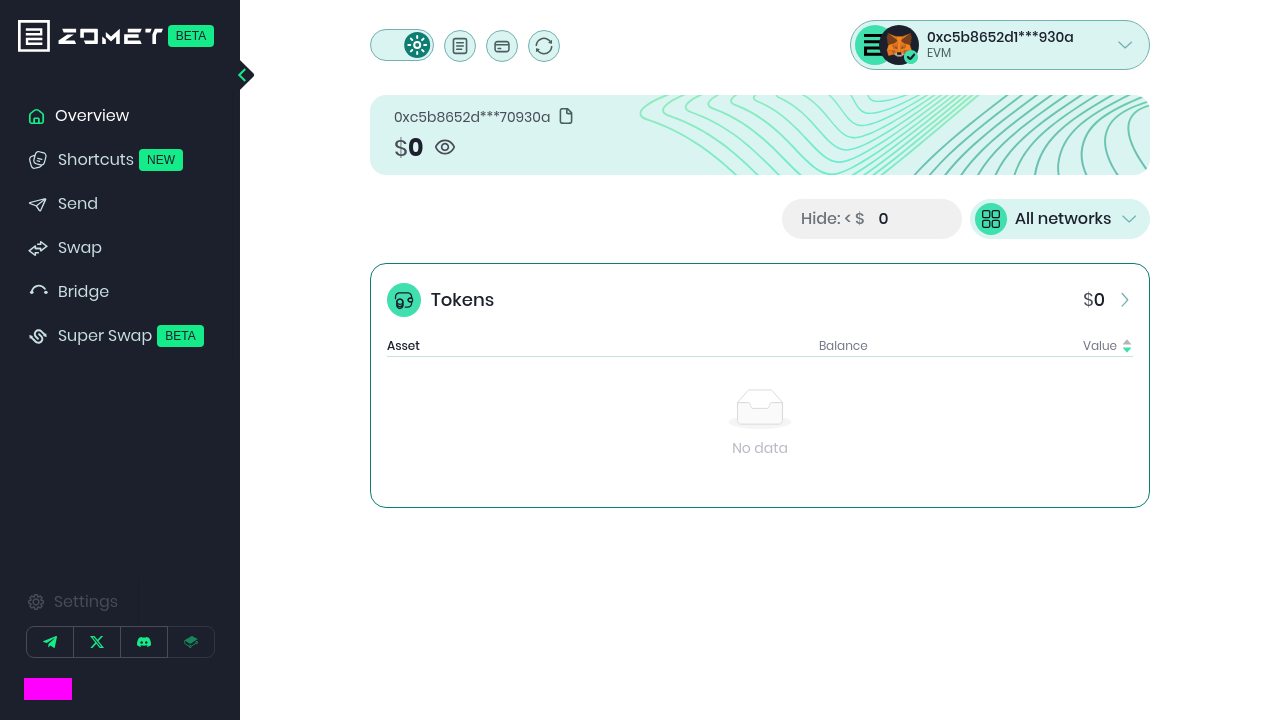 ZOMET BETA
Overview
Shortcuts NEW
Send
Swap
Bridge
Super Swap BETA
Settings
0xc5b8652d1***930a
EVM
0xc5b8652d***70930a
$0
Hide: < $ 0
All networks
Tokens
$0
Asset Balance Value
No data